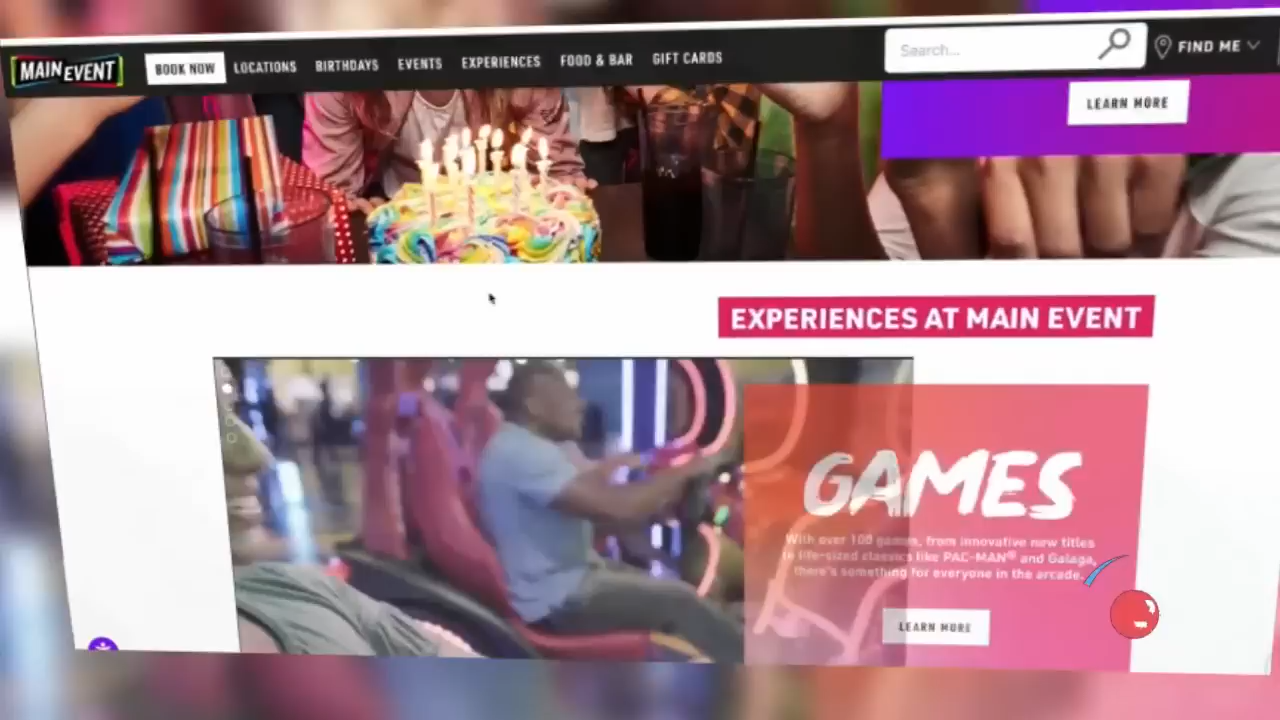 MAIN EVENT
BOOK NOW LOCATIONS BIRTHDAYS EVENTS EXPERIENCES FOOD & BAR GIFT CARDS Search... FIND ME
LEARN MORE
EXPERIENCES AT MAIN EVENT
GAMES
With over 100 games, from innovative new titles
to life-sized classics like PAC-MAN® and Galaga,
there's something for everyone in the arcade.
LEARN MORE